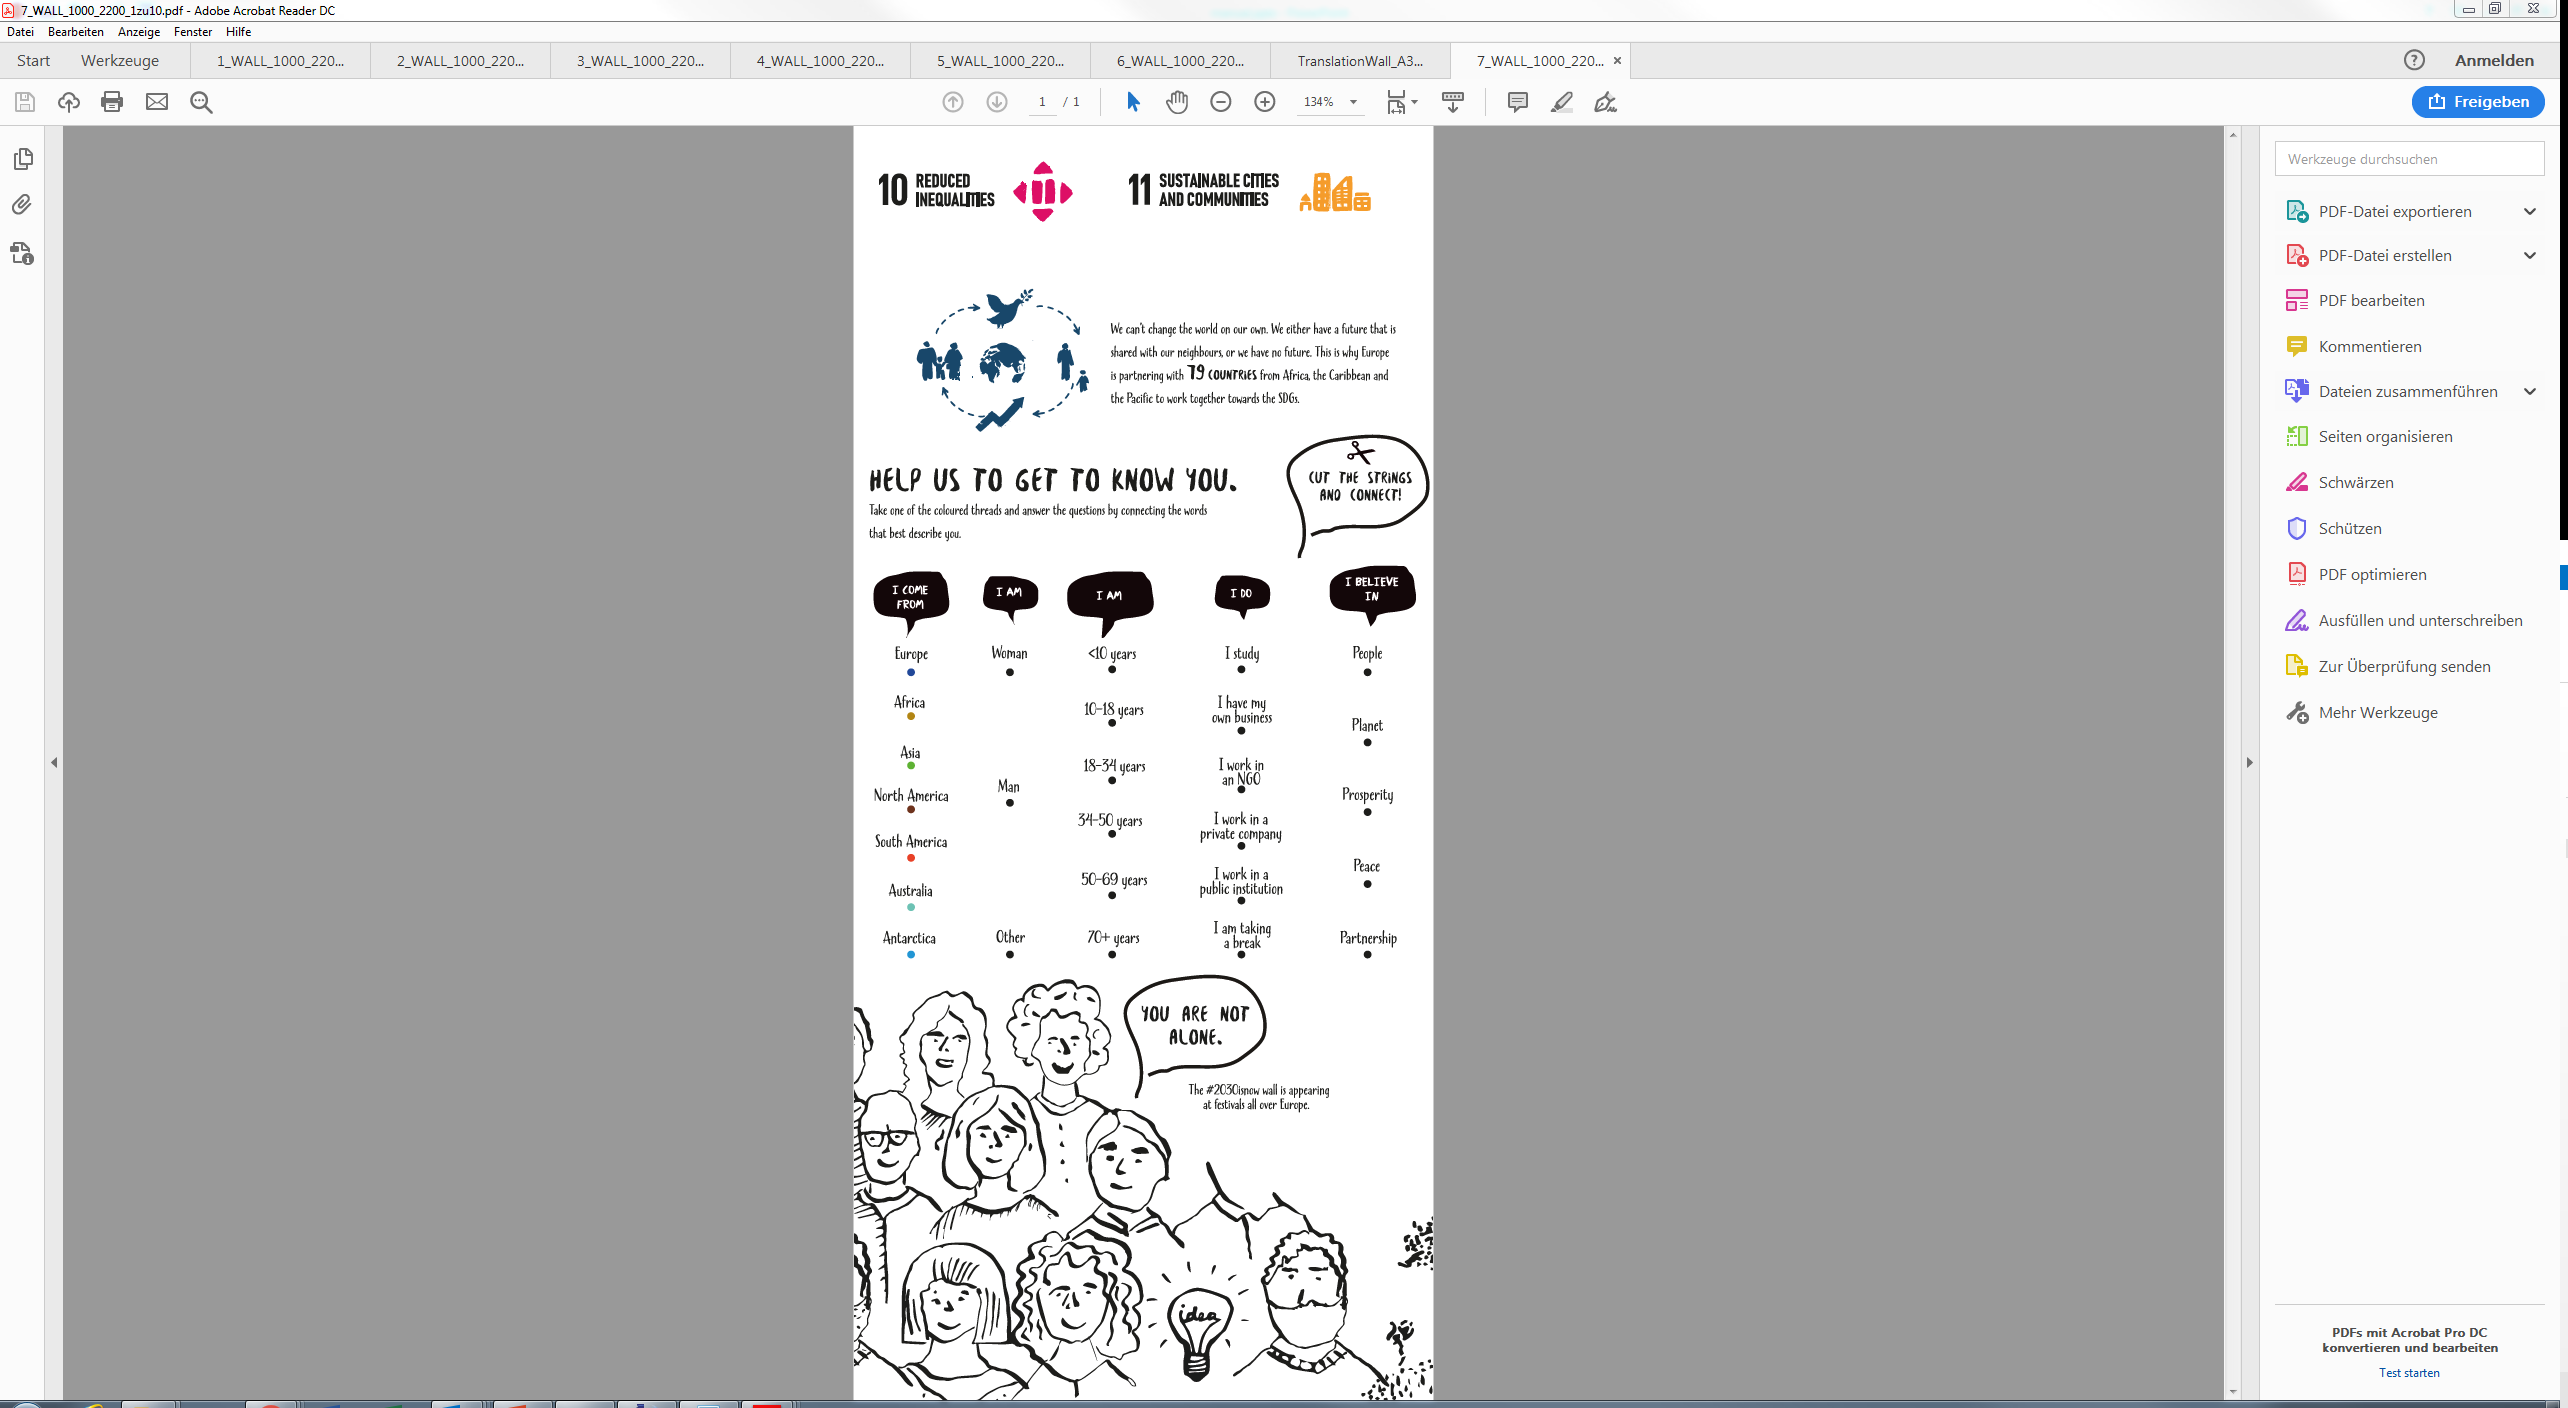 7_WALL_1000_2200_1zu10.pdf - Adobe Acrobat Reader DC
Datei Bearbeiten Anzeige Fenster Hilfe
Start Werkzeuge 1_WALL_1000_220... 2_WALL_1000_220... 3_WALL_1000_220... 4_WALL_1000_220... 5_WALL_1000_220... 6_WALL_1000_220... TranslationWall_A3... 7_WALL_1000_220... Anmelden
1 / 1 134% Freigeben
Werkzeuge durchsuchen
PDF-Datei exportieren
PDF-Datei erstellen
PDF bearbeiten
Kommentieren
Dateien zusammenführen
Seiten organisieren
Schwärzen
Schützen
PDF optimieren
Ausfüllen und unterschreiben
Zur Überprüfung senden
Mehr Werkzeuge
PDFs mit Acrobat Pro DC
konvertieren und bearbeiten
Test starten
10 REDUCED
INEQUALITIES
11 SUSTAINABLE CITIES
AND COMMUNITIES
We can't change the world on our own. We either have a future that is
shared with our neighbours, or we have no future. This is why Europe
is partnering with 79 COUNTRIES from Africa, the Caribbean and
the Pacific to work together towards the SDGs.
CUT THE STRINGS
AND CONNECT!
HELP US TO GET TO KNOW YOU.
Take one of the coloured threads and answer the questions by connecting the words
that best describe you.
I COME
FROM
Europe
Africa
Asia
North America
South America
Australia
Antarctica
I AM
Woman
Man
Other
I AM
<10 years
10-18 years
18-34 years
34-50 years
50-69 years
70+ years
I DO
I study
I have my
own business
I work in
an NGO
I work in a
private company
I work in a
public institution
I am taking
a break
I BELIEVE
IN
People
Planet
Prosperity
Peace
Partnership
YOU ARE NOT
ALONE.
The #2030isnow wall is appearing
at festivals all over Europe.
idea